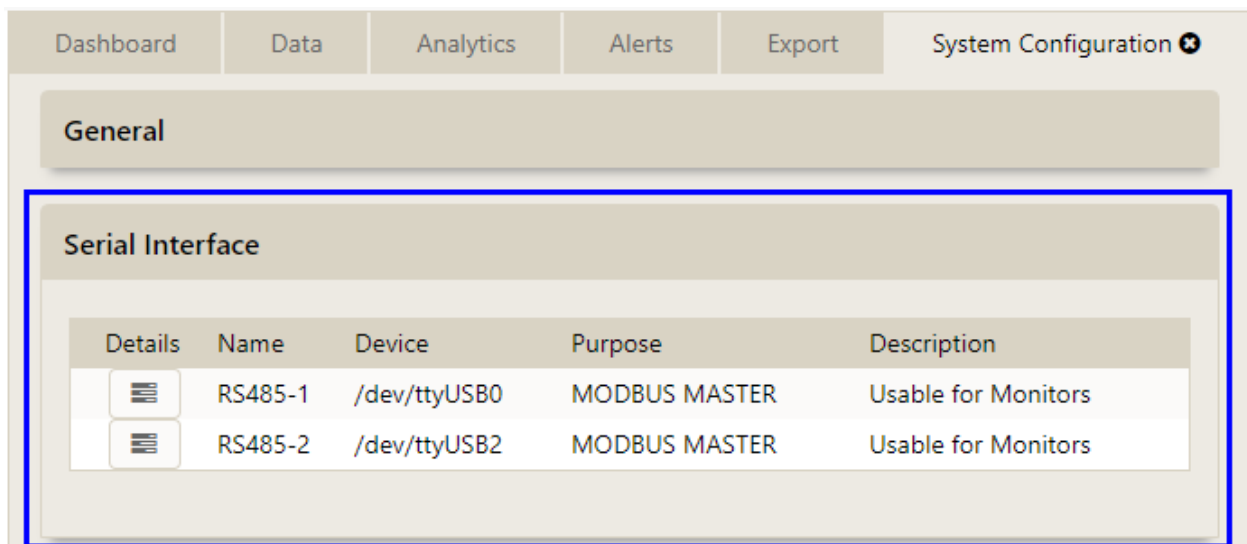 Dashboard Data Analytics Alerts Export System Configuration
General
Serial Interface
Details Name Device Purpose Description
RS485-1 /dev/ttyUSB0 MODBUS MASTER Usable for Monitors
RS485-2 /dev/ttyUSB2 MODBUS MASTER Usable for Monitors